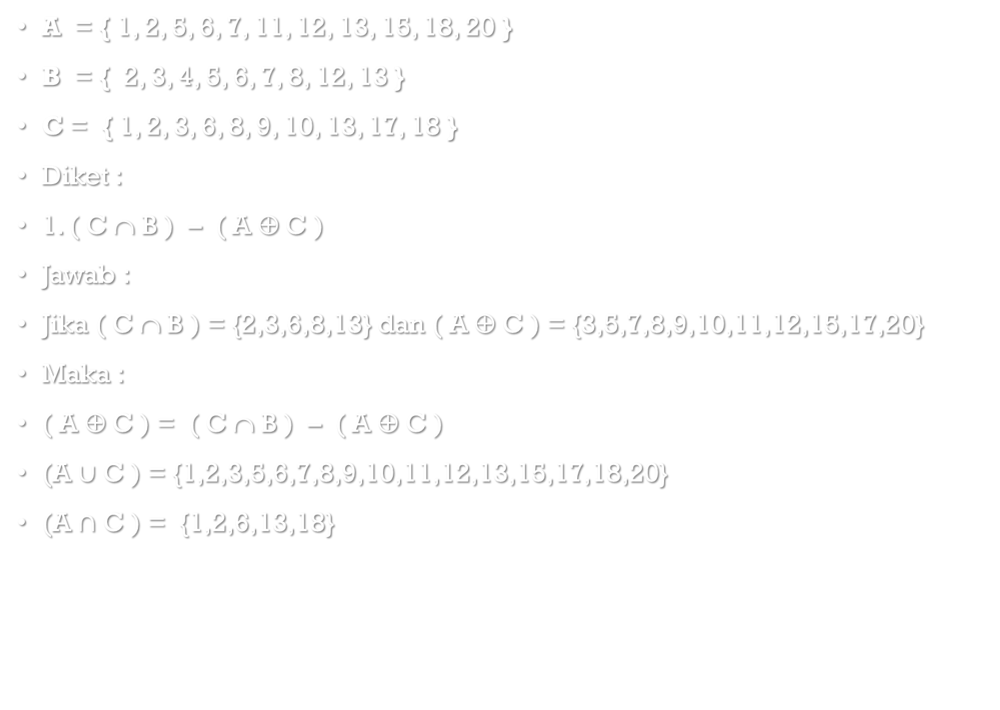 • A = { 1, 2, 5, 6, 7, 11, 12, 13, 15, 18, 20 }
• B = { 2, 3, 4, 5, 6, 7, 8, 12, 13 }
• C = { 1, 2, 3, 6, 8, 9, 10, 13, 17, 18 }
• Diket :
• 1. ( C ∩ B ) – ( A ⊕ C )
• Jawab :
• Jika ( C ∩ B ) = {2,3,6,8,13} dan ( A ⊕ C ) = {3,5,7,8,9,10,11,12,15,17,20}
• Maka :
• ( A ⊕ C ) = ( C ∩ B ) – ( A ⊕ C )
• (A ∪ C ) = {1,2,3,5,6,7,8,9,10,11,12,13,15,17,18,20}
• (A ∩ C ) = {1,2,6,13,18}